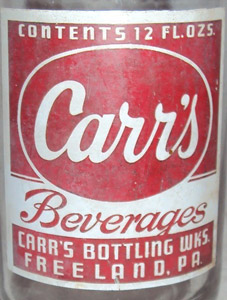 CONTENTS 12 FL.OZS.
Carr's
Beverages
CARR'S BOTTLING WKS.
FREELAND, PA.